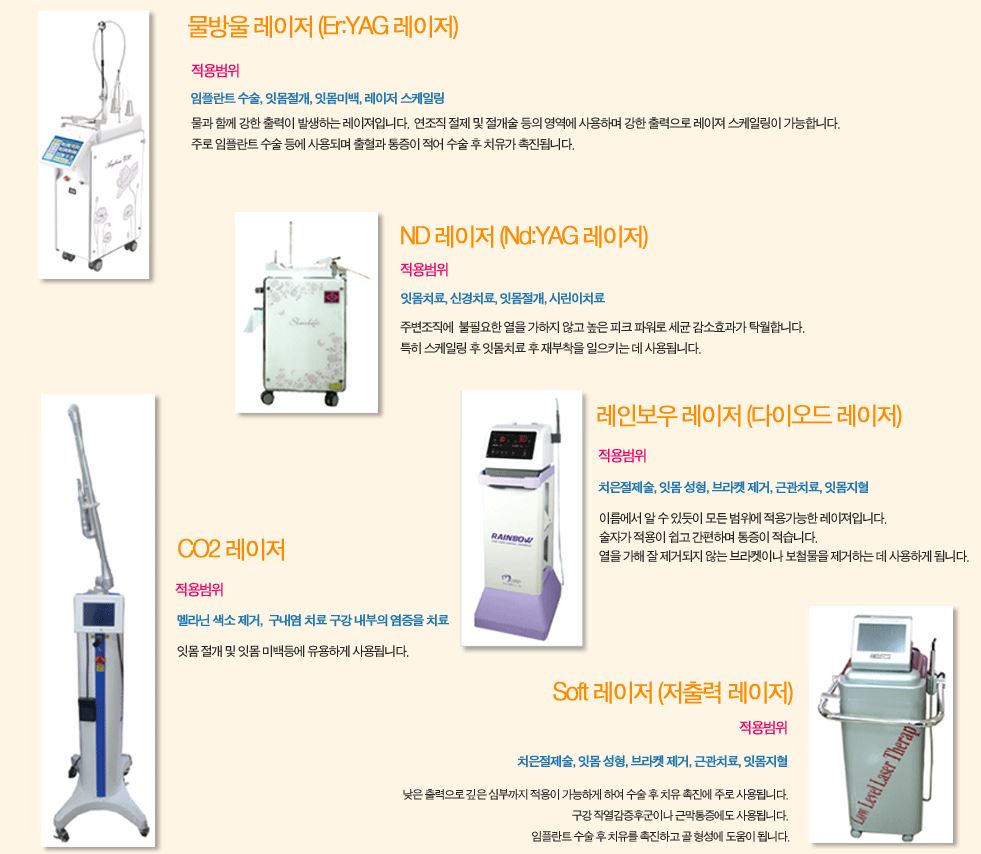 물방울 레이저 (Er:YAG 레이저)
적용범위
임플란트 수술, 잇몸절개, 잇몸미백, 레이저 스케일링
물과 함께 강한 출력이 발생하는 레이져입니다. 연조직 절제 및 절개술 등의 영역에 사용하며 강한 출력으로 레이져 스케일링이 가능합니다.
주로 임플란트 수술 등에 사용되며 출혈과 통증이 적어 수술 후 치유가 촉진됩니다.
ND 레이저 (Nd:YAG 레이저)
적용범위
잇몸치료, 신경치료, 잇몸절개, 시린이치료
주변조직에 불필요한 열을 가하지 않고 높은 피크 파워로 세균 감소효과가 탁월합니다.
특히 스케일링 후 잇몸치료 후 재부착을 일으키는 데 사용됩니다.
레인보우 레이저 (다이오드 레이저)
적용범위
치은절제술, 잇몸 성형, 브라켓 제거, 근관치료, 잇몸지혈
이름에서 알 수 있듯이 모든 범위에 적용가능한 레이져입니다.
술자가 적용이 쉽고 간편하며 통증이 적습니다.
열을 가해 잘 제거되지 않는 브라켓이나 보철물을 제거하는 데 사용하게 됩니다.
RAINBOW
CO2 레이저
적용범위
멜라닌 색소 제거, 구내염 치료 구강 내부의 염증을 치료
잇몸 절개 및 잇몸 미백등에 유용하게 사용됩니다.
Soft 레이저 (저출력 레이저)
적용범위
치은절제술, 잇몸 성형, 브라켓 제거, 근관치료, 잇몸지혈
낮은 출력으로 깊은 심부까지 적용이 가능하게 하여 수술 후 치유 촉진에 주로 사용됩니다.
구강 작열감증후군이나 근막통증에도 사용됩니다.
임플란트 수술 후 치유를 촉진하고 골 형성에 도움이 됩니다.
Low Level Laser Therap